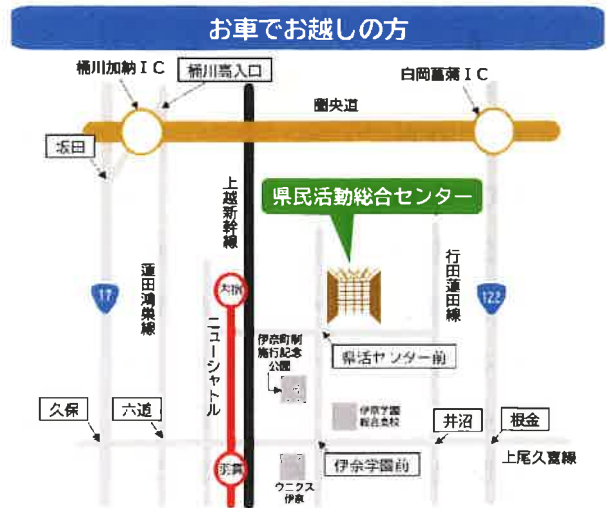 お車でお越しの方
桶川加納IC
桶川高入口
白岡菖蒲IC
圏央道
坂田
上越新幹線
県民活動総合センター
蓮田鴻巣線
行田蓮田線
17
内宿
122
ニューシャトル
伊奈町制
施行記念
公園
県活センター前
久保
六道
伊奈学園
総合高校
井沼
根金
羽貫
伊奈学園前
上尾久喜線
ウニクス
伊奈